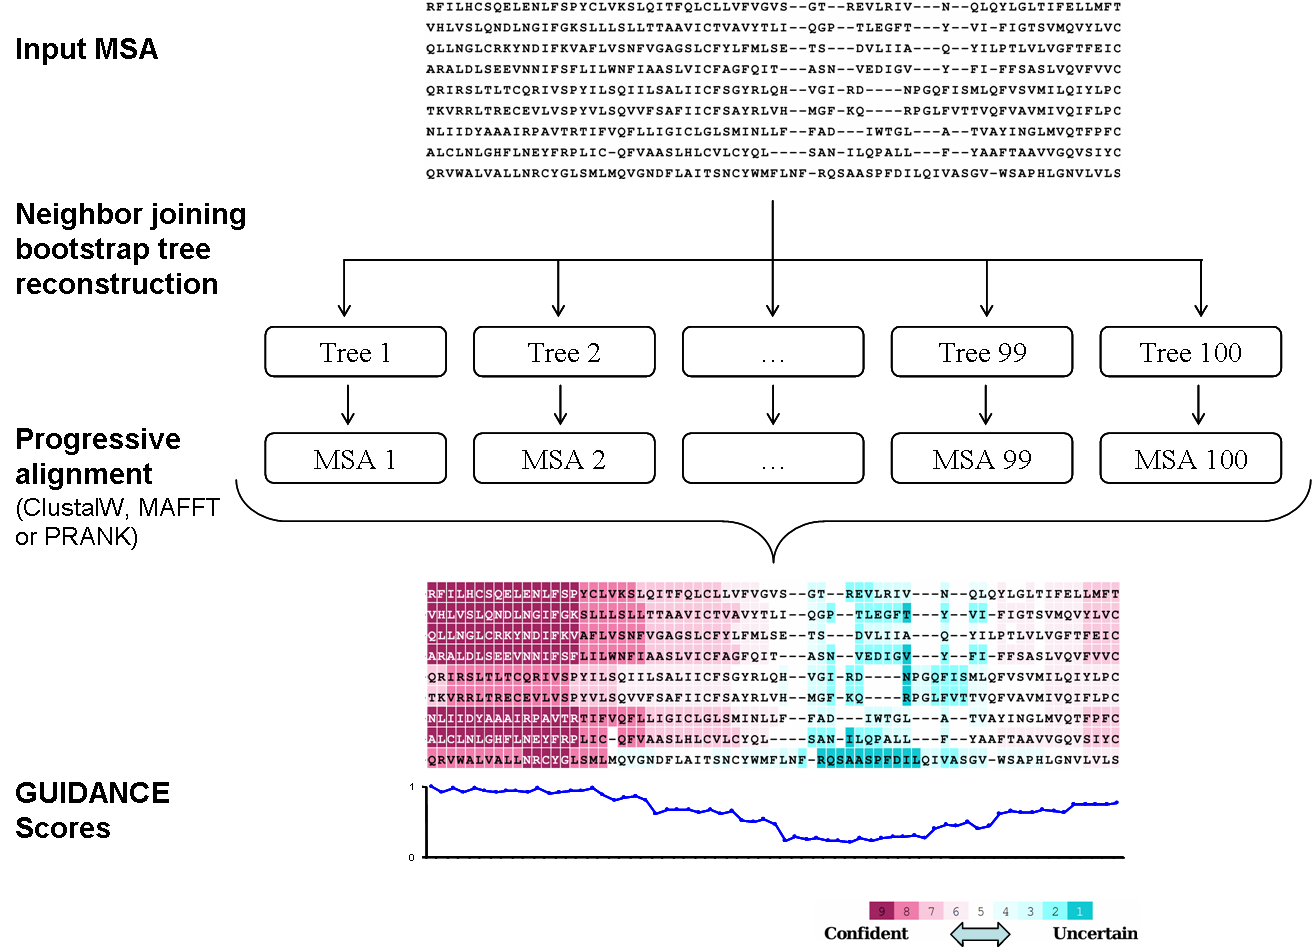 RFILHCSQELENLFSPYCLVKSLQITFQLCLLVFVFGVS--GT--REVLRIV---N--QLQYLGLTIFELLMFT
VHLVSLQNDLNGIFGKSLLLSLLTTAAVICTVAVYTLI--QGP--TLEGFT---Y--VI-FIGTSVMQVYLVC
Input MSA
QLLNGLCRKYNDIFKVAFLVSNFVGAGSLCFYLFMLSE--TS---DVLIIA---Q---YILPTLVLVGFTFEIC
ARALDLSEEVNNIFSFLILWNFIAASLVICFAGFQIT---ASN--VEDIGV---Y--FI-FFSASLVQVFVVC
QRIRSLTLTCQRIVSPYILSQIILSALIICFSGYRLQH--VGI-RD----NPGQFISMLQFVSVMILQIYLPC
TKVRRLTRECEVLVSPYVLSQVVFSAFIICFSAYRLVH--MGF-KQ----RPGLFVTTVQFVAVMIVQIFLPC
NLIIDYAAAIRPAVTRTIFVQFLLIGICLGLSMINLLF--FAD---IWTGL---A--TVAYINGLMVQTFPFC
ALCLNLGHFLNEYFRPLIC-QFVAASLHLCVLCYQL----SAN-ILQPALL---F--YAAFTAAVVGQVSIYC
QRVWALVALLNRCYGLSMLMQVGNDFLAITSNCYWMFLNF-RQSAASPFDILQIVASGV-WSAPHLGNVLVLS
Neighbor joining
bootstrap tree
reconstruction
Tree 1 Tree 2 ... Tree 99 Tree 100
Progressive
alignment
(ClustalW, MAFFT
or PRANK)
MSA 1 MSA 2 ... MSA 99 MSA 100
RFILHCSQELENLFSPYCLVKSLQITFQLCLLVFVFGVS--GT--REVLRIV---N--QLQYLGLTIFELLMFT
VHLVSLQNDLNGIFGKSLLLSLLTTAAVICTVAVYTLI--QGP--TLEGFT---Y--VI-FIGTSVMQVYLVC
QLLNGLCRKYNDIFKVAFLVSNFVGAGSLCFYLFMLSE--TS---DVLIIA---Q---YILPTLVLVGFTFEIC
ARALDLSEEVNNIFSFLILWNFIAASLVICFAGFQIT---ASN--VEDIGV---Y--FI-FFSASLVQVFVVC
QRIRSLTLTCQRIVSPYILSQIILSALIICFSGYRLQH--VGI-RD----NPGQFISMLQFVSVMILQIYLPC
TKVRRLTRECEVLVSPYVLSQVVFSAFIICFSAYRLVH--MGF-KQ----RPGLFVTTVQFVAVMIVQIFLPC
NLIIDYAAAIRPAVTRTIFVQFLLIGICLGLSMINLLF--FAD---IWTGL---A--TVAYINGLMVQTFPFC
ALCLNLGHFLNEYFRPLIC-QFVAASLHLCVLCYQL----SAN-ILQPALL---F--YAAFTAAVVGQVSIYC
QRVWALVALLNRCYGLSMLMQVGNDFLAITSNCYWMFLNF-RQSAASPFDILQIVASGV-WSAPHLGNVLVLS
GUIDANCE
Scores
1
0
9 8 7 6 5 4 3 2 1
Confident Uncertain